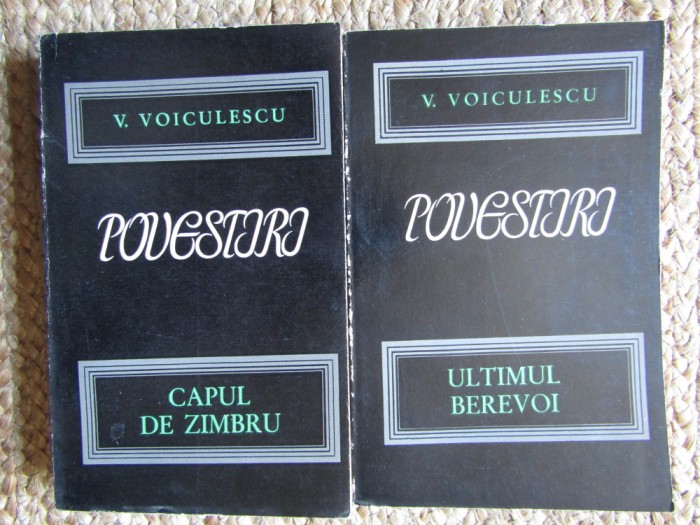 V. VOICULESCU
POVESTIRI
CAPUL
DE ZIMBRU
V. VOICULESCU
POVESTIRI
ULTIMUL
BEREVOI